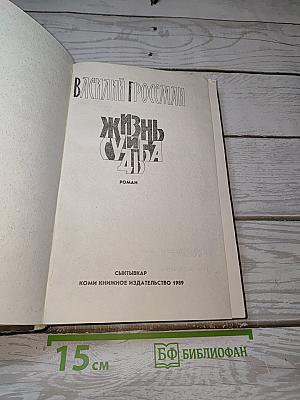 ВАСИЛИЙ ГРОССМАН
ЖИЗНЬ
И
СУДЬБА
РОМАН
СЫКТЫВКАР
КОМИ КНИЖНОЕ ИЗДАТЕЛЬСТВО 1989
15 см
БФ БИБЛИОФАН